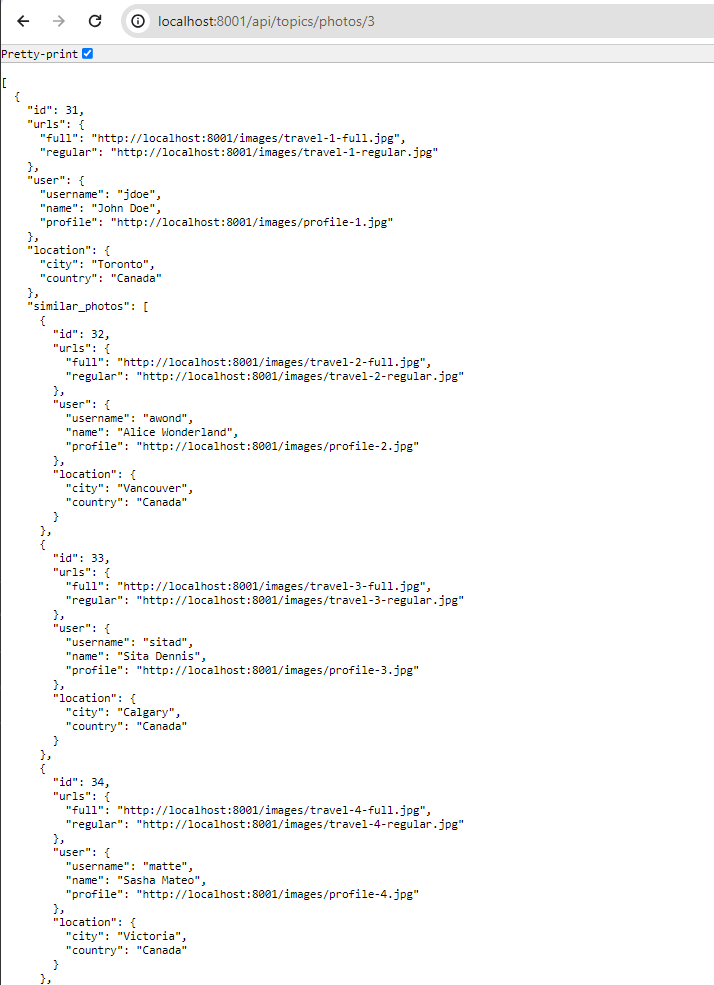 localhost:8001/api/topics/photos/3
Pretty-print
[
  {
    "id": 31,
    "urls": {
      "full": "http://localhost:8001/images/travel-1-full.jpg",
      "regular": "http://localhost:8001/images/travel-1-regular.jpg"
    },
    "user": {
      "username": "jdoe",
      "name": "John Doe",
      "profile": "http://localhost:8001/images/profile-1.jpg"
    },
    "location": {
      "city": "Toronto",
      "country": "Canada"
    },
    "similar_photos": [
      {
        "id": 32,
        "urls": {
          "full": "http://localhost:8001/images/travel-2-full.jpg",
          "regular": "http://localhost:8001/images/travel-2-regular.jpg"
        },
        "user": {
          "username": "awond",
          "name": "Alice Wonderland",
          "profile": "http://localhost:8001/images/profile-2.jpg"
        },
        "location": {
          "city": "Vancouver",
          "country": "Canada"
        }
      },
      {
        "id": 33,
        "urls": {
          "full": "http://localhost:8001/images/travel-3-full.jpg",
          "regular": "http://localhost:8001/images/travel-3-regular.jpg"
        },
        "user": {
          "username": "sitad",
          "name": "Sita Dennis",
          "profile": "http://localhost:8001/images/profile-3.jpg"
        },
        "location": {
          "city": "Calgary",
          "country": "Canada"
        }
      },
      {
        "id": 34,
        "urls": {
          "full": "http://localhost:8001/images/travel-4-full.jpg",
          "regular": "http://localhost:8001/images/travel-4-regular.jpg"
        },
        "user": {
          "username": "matte",
          "name": "Sasha Mateo",
          "profile": "http://localhost:8001/images/profile-4.jpg"
        },
        "location": {
          "city": "Victoria",
          "country": "Canada"
        }
      },